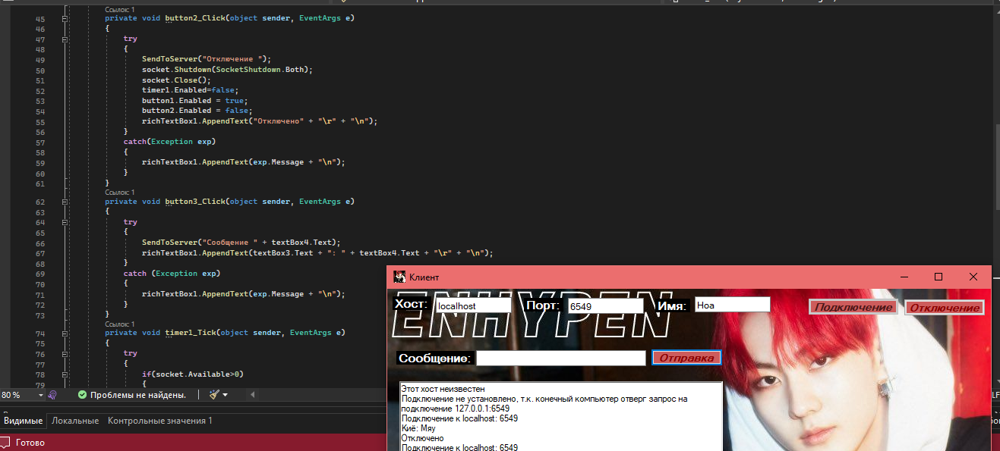 Ссылок: 1
45 private void button2_Click(object sender, EventArgs e)
46 {
47 try
48 {
49 SendToServer("Отключение ");
50 socket.Shutdown(SocketShutdown.Both);
51 socket.Close();
52 timer1.Enabled=false;
53 button1.Enabled = true;
54 button2.Enabled = false;
55 richTextBox1.AppendText("Отключено" + "\r" + "\n");
56 }
57 catch(Exception exp)
58 {
59 richTextBox1.AppendText(exp.Message + "\n");
60 }
61 }
Ссылок: 1
62 private void button3_Click(object sender, EventArgs e)
63 {
64 try
65 {
66 SendToServer("Сообщение " + textBox4.Text);
67 richTextBox1.AppendText(textBox3.Text + ": " + textBox4.Text + "\r" + "\n");
68 }
69 catch (Exception exp)
70 {
71 richTextBox1.AppendText(exp.Message + "\n");
72 }
73 }
Ссылок: 1
74 private void timer1_Tick(object sender, EventArgs e)
75 {
76 try
77 {
78 if(socket.Available>0)
79 {
80 % Проблемы не найдены.
Видимые Локальные Контрольные значения 1
Готово
Клиент
ENHYPEN
Хост: localhost Порт: 6549 Имя: Ноа Подключение Отключение
Сообщение: Отправка
Этот хост неизвестен
Подключение не установлено, т.к. конечный компьютер отверг запрос на
подключение 127.0.0.1:6549
Подключение к localhost: 6549
Киё: Мяу
Отключено
Подключение к localhost: 6549